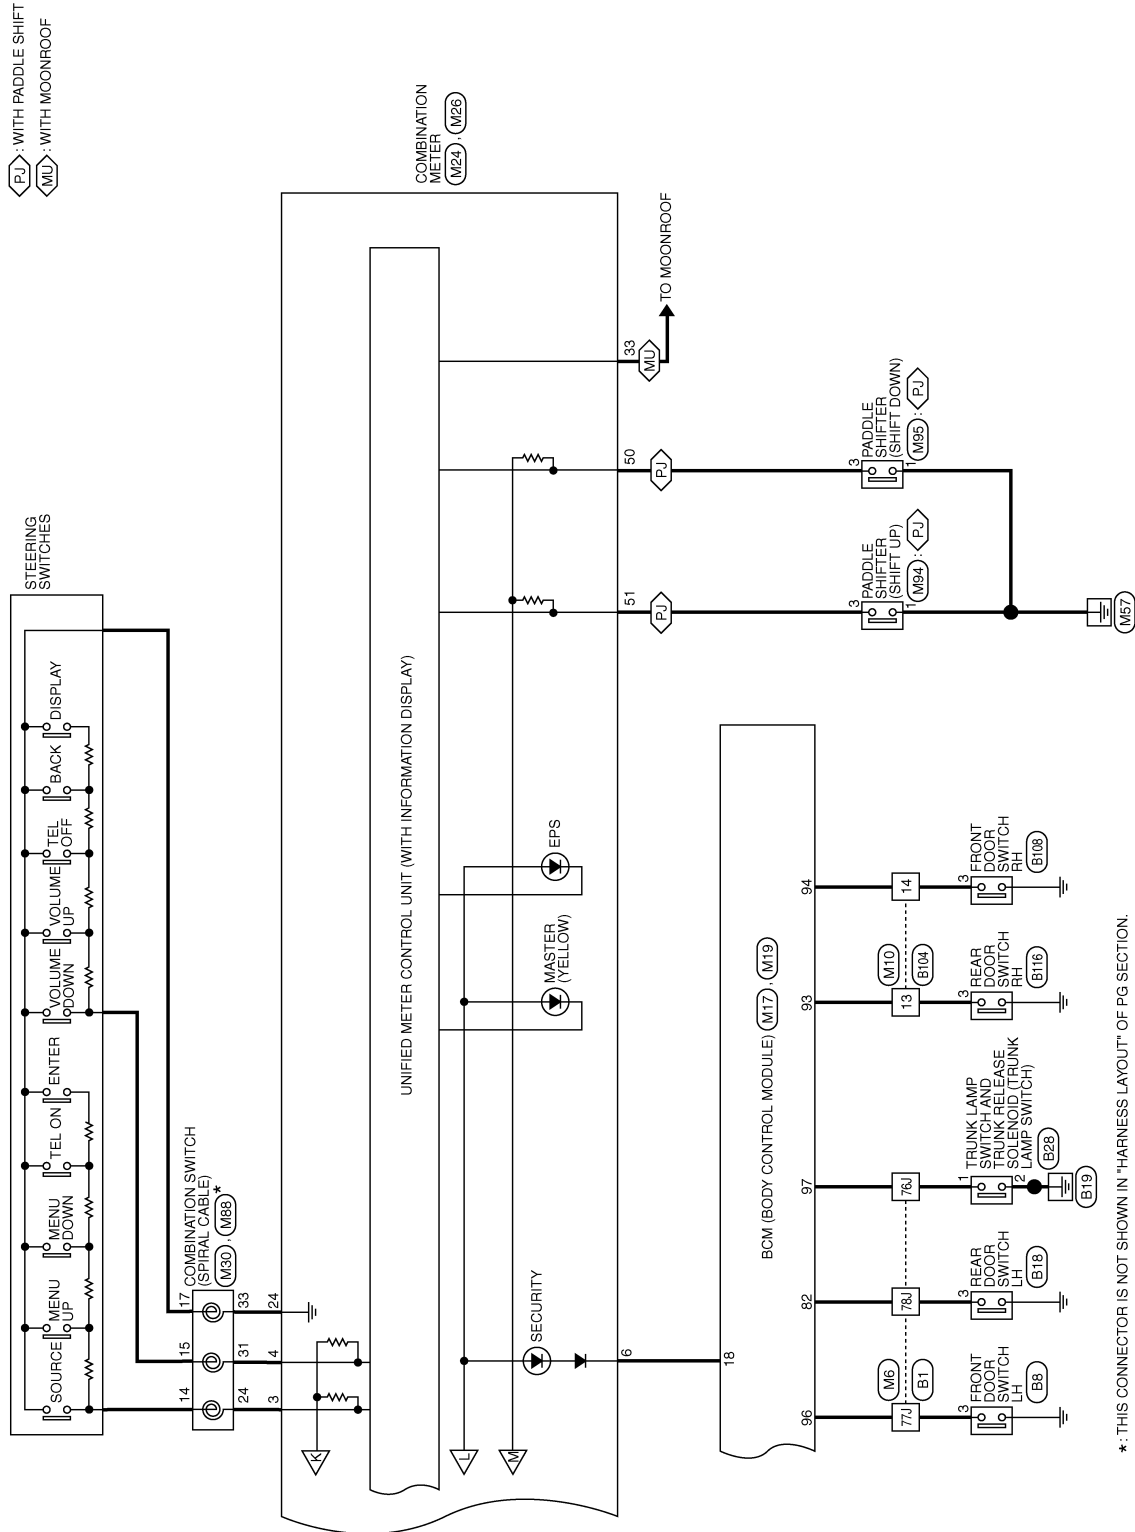 PJ : WITH PADDLE SHIFT
MU : WITH MOONROOF
STEERING
SWITCHES
SOURCE
MENU
UP
MENU
DOWN
TEL ON
ENTER
VOLUME
DOWN
VOLUME
UP
TEL
OFF
BACK
DISPLAY
COMBINATION SWITCH
(SPIRAL CABLE)
M30 , M88 *
14
15
17
24
31
33
3
4
24
COMBINATION
METER
M24 , M26
K
UNIFIED METER CONTROL UNIT (WITH INFORMATION DISPLAY)
L
M
SECURITY
MASTER
(YELLOW)
EPS
6
51
50
33
PJ
PJ
MU
TO MOONROOF
18
BCM (BODY CONTROL MODULE) M17 , M19
96
82
97
93
94
M6
B1
77J
78J
76J
M10
B104
13
14
3
FRONT
DOOR
SWITCH
LH
B8
3
REAR
DOOR
SWITCH
LH
B18
1
TRUNK LAMP
SWITCH AND
TRUNK RELEASE
SOLENOID (TRUNK
LAMP SWITCH)
2
B28
B19
3
REAR
DOOR
SWITCH
RH
B116
3
FRONT
DOOR
SWITCH
RH
B108
3
PADDLE
SHIFTER
(SHIFT UP)
M94 : PJ
1
3
PADDLE
SHIFTER
(SHIFT DOWN)
M95 : PJ
1
M57
* : THIS CONNECTOR IS NOT SHOWN IN "HARNESS LAYOUT" OF PG SECTION.